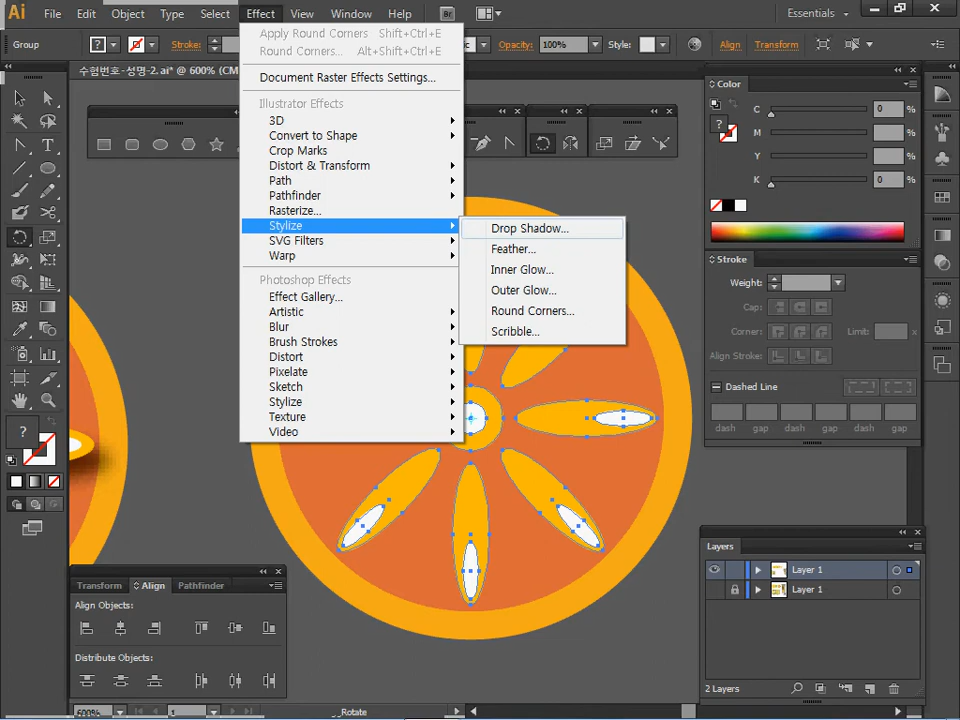 Ai File Edit Object Type Select Effect View Window Help Br Essentials
Group ? Stroke: Opacity: 100% Style: Align Transform
수험번호-성명-2.ai* @ 600% (CM
Apply Round Corners Shift+Ctrl+E
Round Corners... Alt+Shift+Ctrl+E
Document Raster Effects Settings...
Illustrator Effects
3D
Convert to Shape
Crop Marks
Distort & Transform
Path
Pathfinder
Rasterize...
Stylize
SVG Filters
Warp
Photoshop Effects
Effect Gallery...
Artistic
Blur
Brush Strokes
Distort
Pixelate
Sketch
Stylize
Texture
Video
Drop Shadow...
Feather...
Inner Glow...
Outer Glow...
Round Corners...
Scribble...
Color
C 0 %
M %
Y %
K 0 %
?
Stroke
Weight:
Cap:
Corner: Limit: x
Align Stroke:
Dashed Line
dash gap dash gap dash gap
?
Layers
Layer 1
Layer 1
2 Layers
Transform Align Pathfinder
Align Objects:
Distribute Objects:
600% 1 Rotate